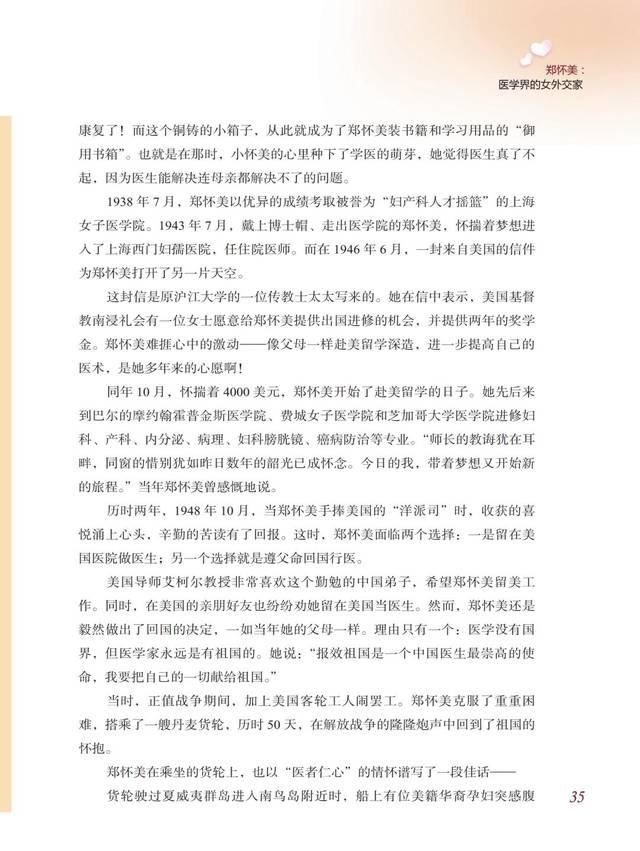 郑怀美：
医学界的女外交家
康复了！而这个铜铸的小箱子，从此就成为了郑怀美装书籍和学习用品的“御
用书箱”。也就是在那时，小怀美的心里种下了学医的萌芽，她觉得医生真了不
起，因为医生能解决连母亲都解决不了的问题。
1938 年 7 月，郑怀美以优异的成绩考取被誉为“妇产科人才摇篮”的上海
女子医学院。1943 年 7 月，戴上博士帽、走出医学院的郑怀美，怀揣着梦想进
入了上海西门妇孺医院，任住院医师。而在 1946 年 6 月，一封来自美国的信件
为郑怀美打开了另一片天空。
这封信是原沪江大学的一位传教士太太写来的。她在信中表示，美国基督
教南浸礼会有一位女士愿意给郑怀美提供出国进修的机会，并提供两年的奖学
金。郑怀美难捱心中的激动——像父母一样赴美留学深造，进一步提高自己的
医术，是她多年来的心愿啊！
同年 10 月，怀揣着 4000 美元，郑怀美开始了赴美留学的日子。她先后来
到巴尔的摩约翰霍普金斯医学院、费城女子医学院和芝加哥大学医学院进修妇
科、产科、内分泌、病理、妇科膀胱镜、癌病防治等专业。“师长的教诲犹在耳
畔，同窗的惜别犹如昨日数年的韶光已成怀念。今日的我，带着梦想又开始新
的旅程。”当年郑怀美曾感慨地说。
历时两年，1948 年 10 月，当郑怀美手捧美国的“洋派司”时，收获的喜
悦涌上心头，辛勤的苦读有了回报。这时，郑怀美面临两个选择：一是留在美
国医院做医生；另一个选择就是遵父命回国行医。
美国导师艾柯尔教授非常喜欢这个勤勉的中国弟子，希望郑怀美留美工
作。同时，在美国的亲朋好友也纷纷劝她留在美国当医生。然而，郑怀美还是
毅然做出了回国的决定，一如当年她的父母一样。理由只有一个：医学没有国
界，但医学家永远是有祖国的。她说：“报效祖国是一个中国医生最崇高的使
命，我要把自己的一切献给祖国。”
当时，正值战争期间，加上美国客轮工人闹罢工。郑怀美克服了重重困
难，搭乘了一艘丹麦货轮，历时 50 天，在解放战争的隆隆炮声中回到了祖国的
怀抱。
郑怀美在乘坐的货轮上，也以“医者仁心”的情怀谱写了一段佳话——
货轮驶过夏威夷群岛进入南鸟岛附近时，船上有位美籍华裔孕妇突感腹
35